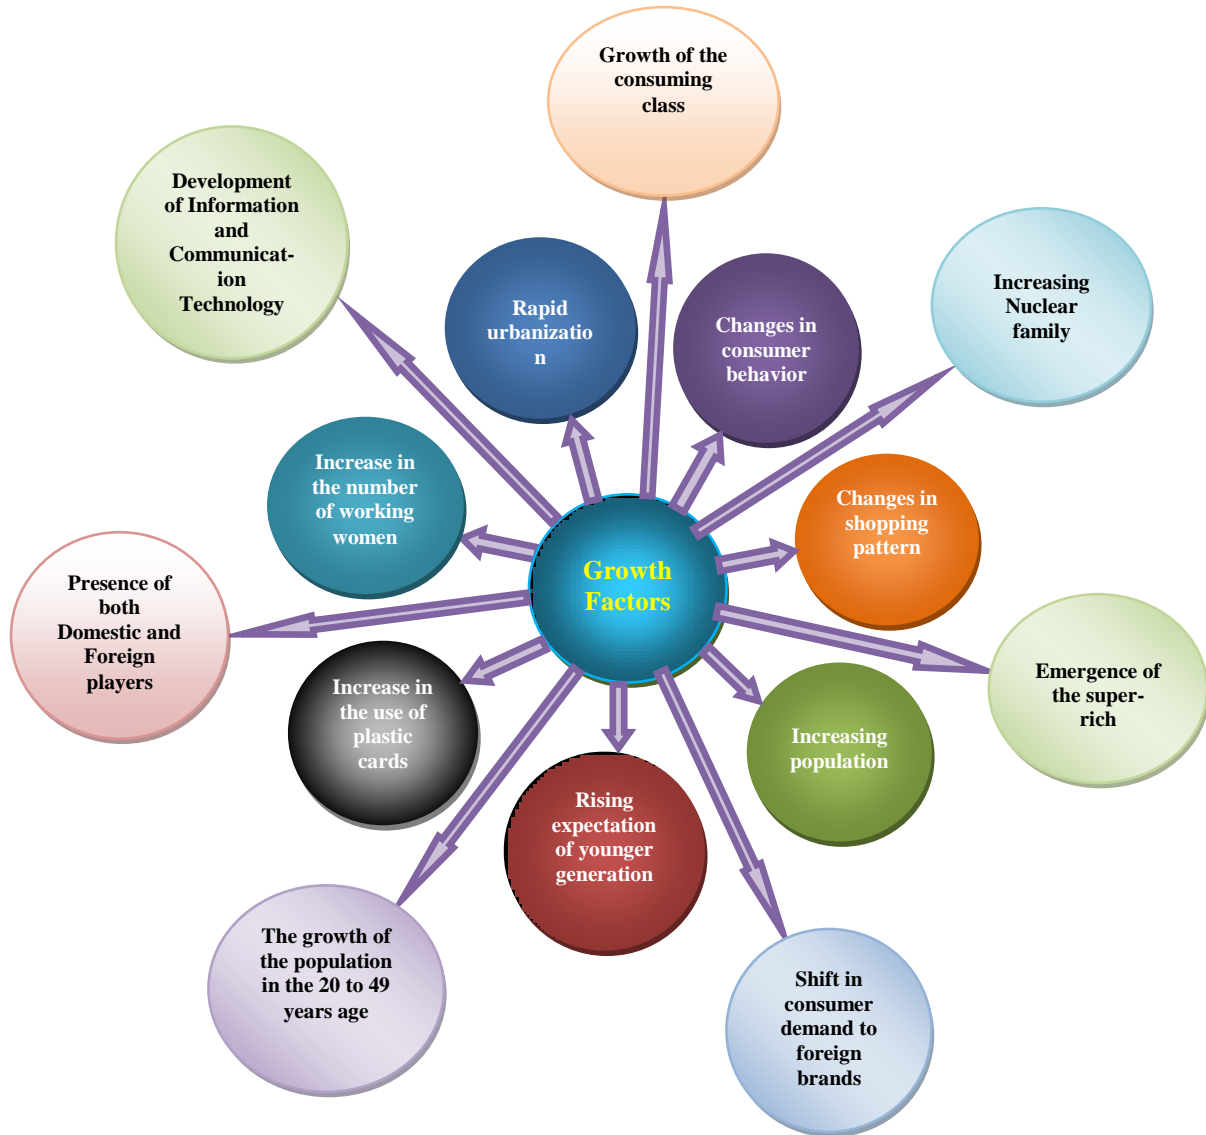 Growth of the
consuming
class
Development
of Information
and
Communicat-
ion
Technology
Rapid
urbanizatio
n
Changes in
consumer
behavior
Increasing
Nuclear
family
Increase in
the number
of working
women
Changes in
shopping
pattern
Growth
Factors
Presence of
both
Domestic and
Foreign
players
Emergence of
the super-
rich
Increase in
the use of
plastic
cards
Increasing
population
Rising
expectation
of younger
generation
The growth of
the population
in the 20 to 49
years age
Shift in
consumer
demand to
foreign
brands